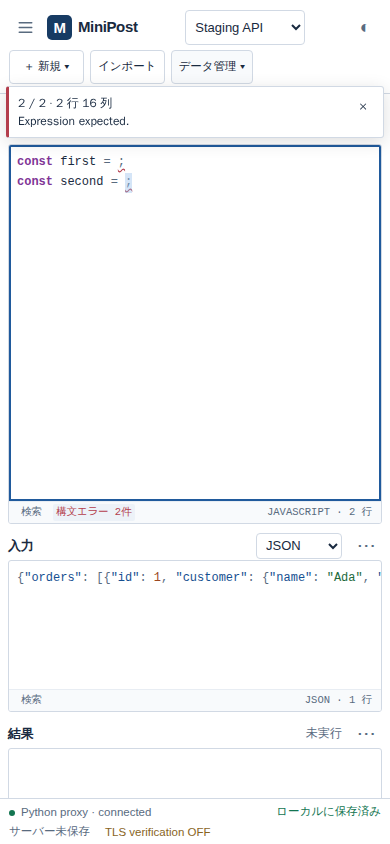 M MiniPost Staging API
＋ 新規 ▾ インポート データ管理 ▾
2 / 2 · 2 行 16 列 ×
Expression expected.
const first = ;
const second = ;
検索 構文エラー 2件 JAVASCRIPT · 2 行
入力 JSON ···
{"orders": [{"id": 1, "customer": {"name": "Ada", "
検索 JSON · 1 行
結果 未実行 ···
Python proxy · connected ローカルに保存済み
サーバー未保存 TLS verification OFF